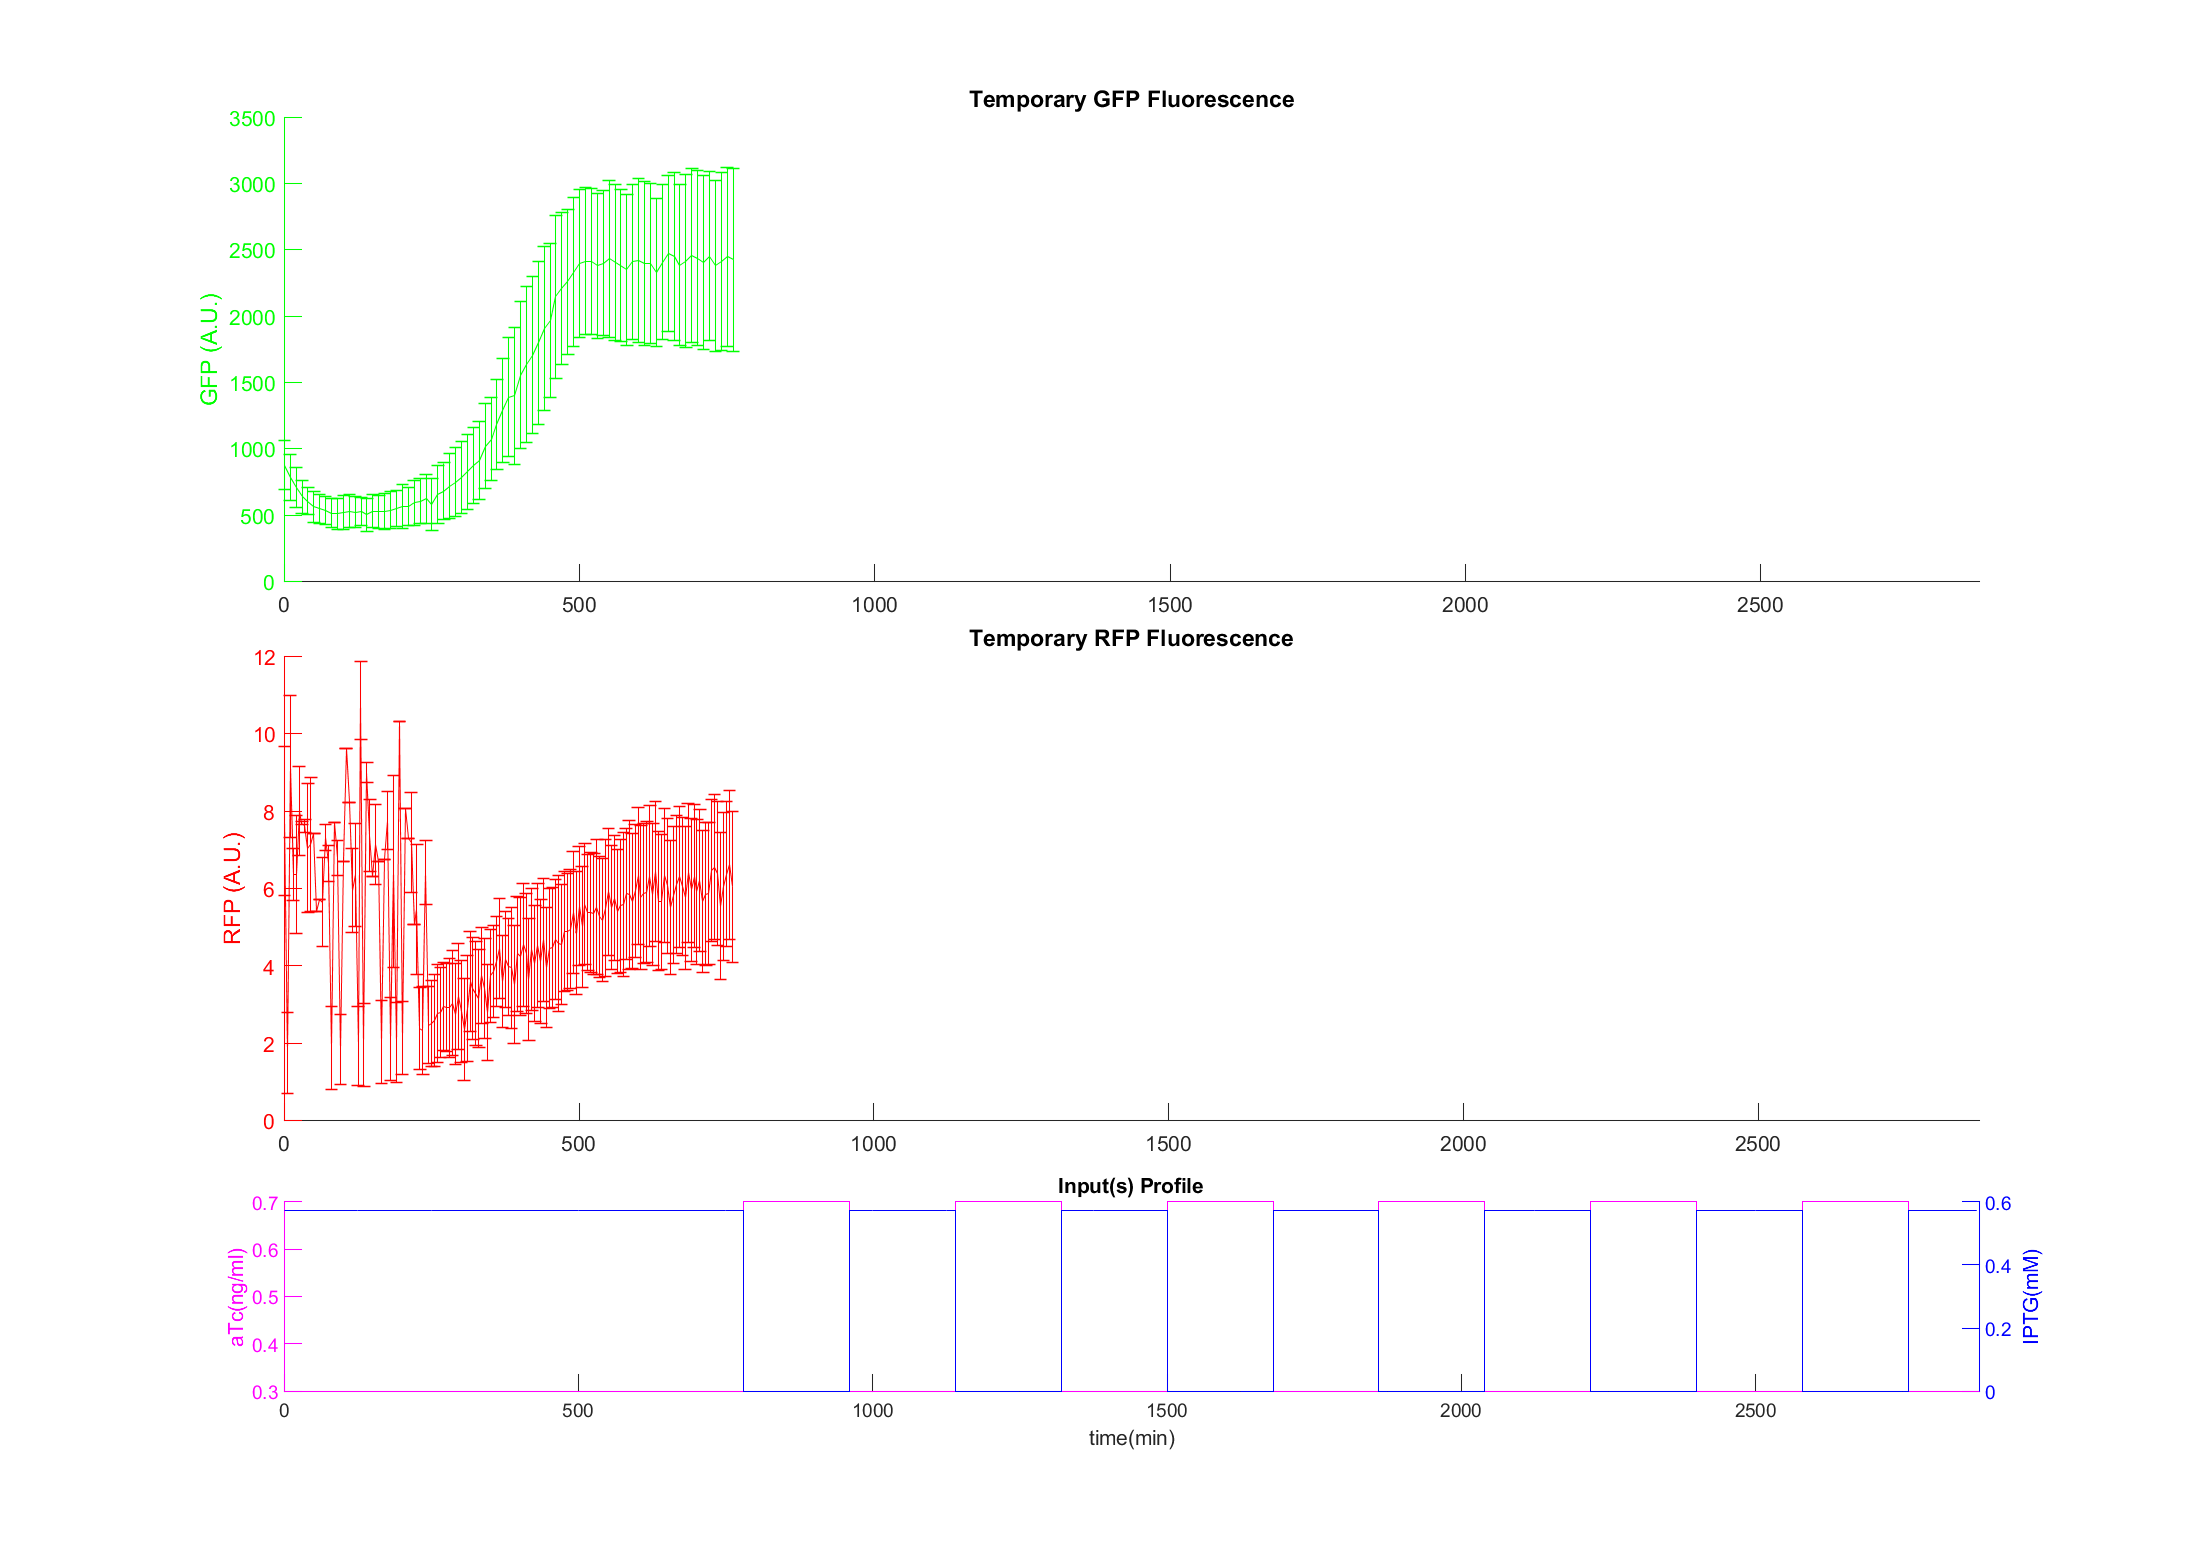 Temporary GFP Fluorescence
3500
3000
2500
2000
1500
1000
500
0
GFP (A.U.)
0 500 1000 1500 2000 2500
Temporary RFP Fluorescence
12
10
8
6
4
2
0
RFP (A.U.)
0 500 1000 1500 2000 2500
Input(s) Profile
0.7
0.6
0.5
0.4
0.3
aTc(ng/ml)
0.6
0.4
0.2
0
IPTG(mM)
0 500 1000 1500 2000 2500
time(min)